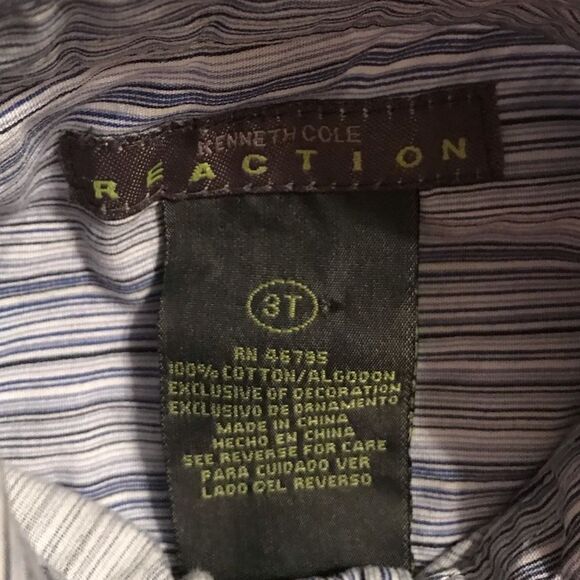 KENNETH COLE
REACTION
3T
RN 46795
100% COTTON/ALGODON
EXCLUSIVE OF DECORATION
EXCLUSIVO DE ORNAMENTO
MADE IN CHINA
HECHO EN CHINA
SEE REVERSE FOR CARE
PARA CUIDADO VER
LADO DEL REVERSO